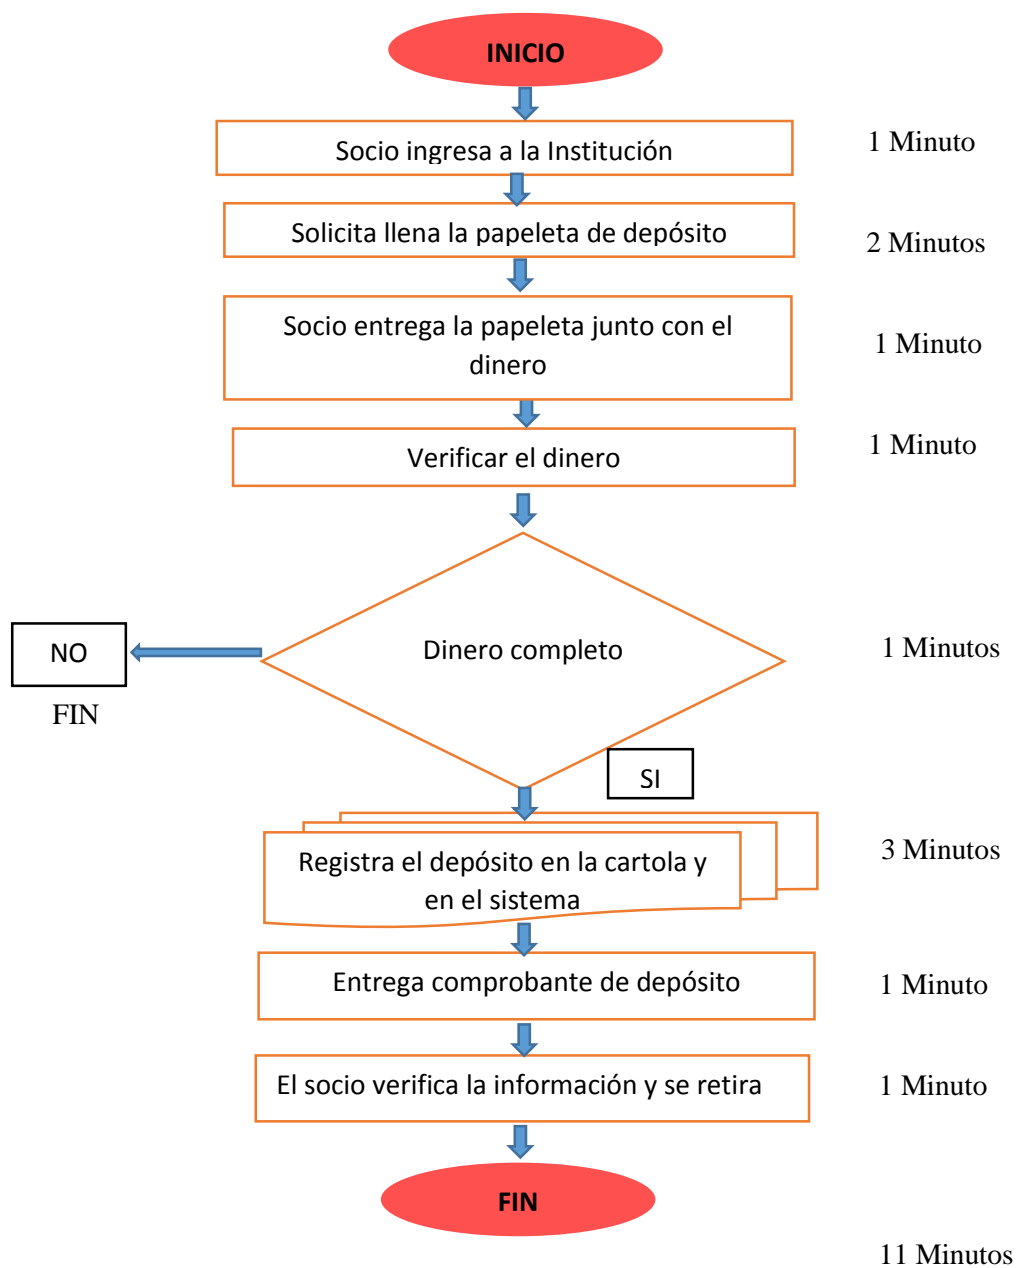 INICIO
Socio ingresa a la Institución
1 Minuto
Solicita llena la papeleta de depósito
2 Minutos
Socio entrega la papeleta junto con el
dinero
1 Minuto
Verificar el dinero
1 Minuto
Dinero completo
1 Minutos
NO
FIN
SI
Registra el depósito en la cartola y
en el sistema
3 Minutos
Entrega comprobante de depósito
1 Minuto
El socio verifica la información y se retira
1 Minuto
FIN
11 Minutos